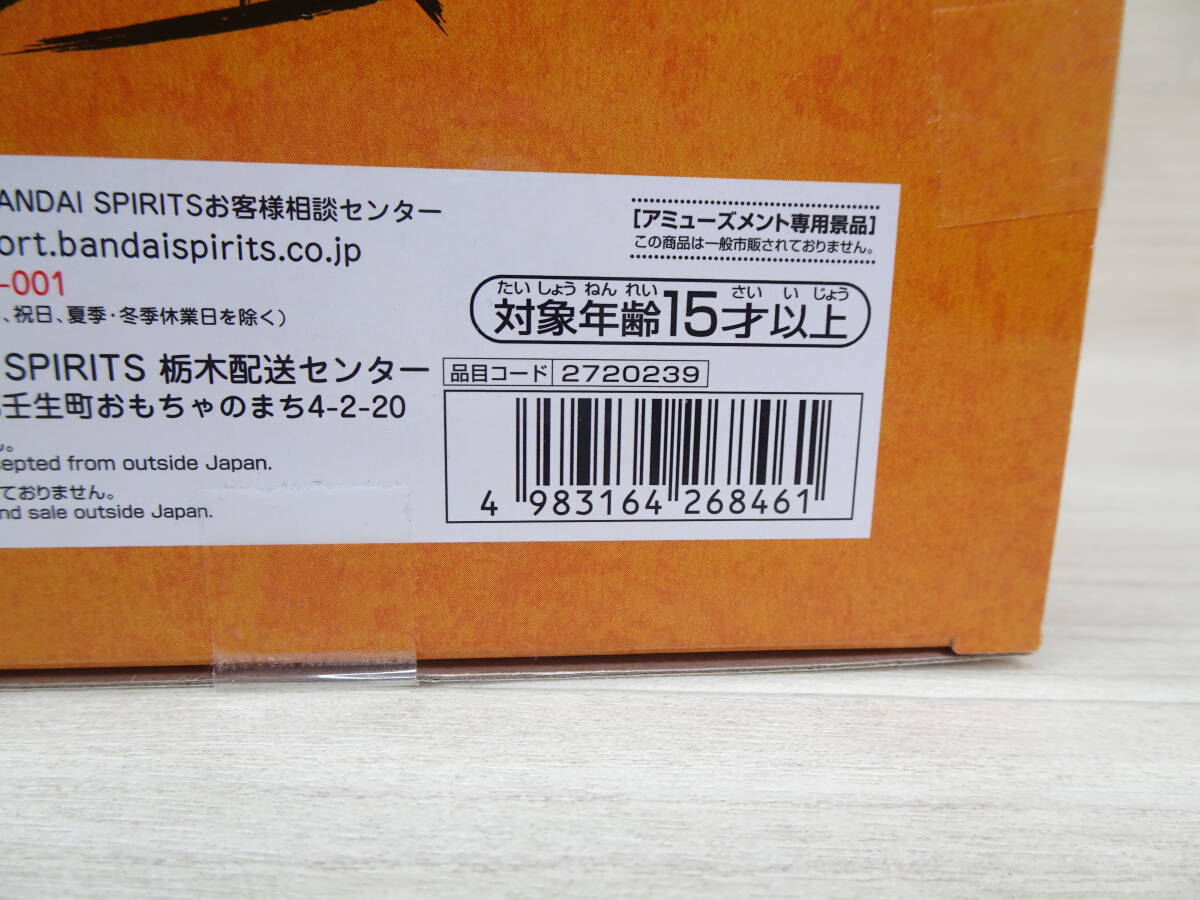 ANDAI SPIRITSお客様相談センター
ort.bandaispirits.co.jp
-001
、祝日、夏季・冬季休業日を除く）
SPIRITS 栃木配送センター
壬生町おもちゃのまち4-2-20
ん。
epted from outside Japan.
ておりません。
nd sale outside Japan.
[アミューズメント専用景品]
この商品は一般市販されておりません。
たい しょう ねん れい さい い じょう
対象年齢15才以上
品目コード 2720239
4 983164 268461